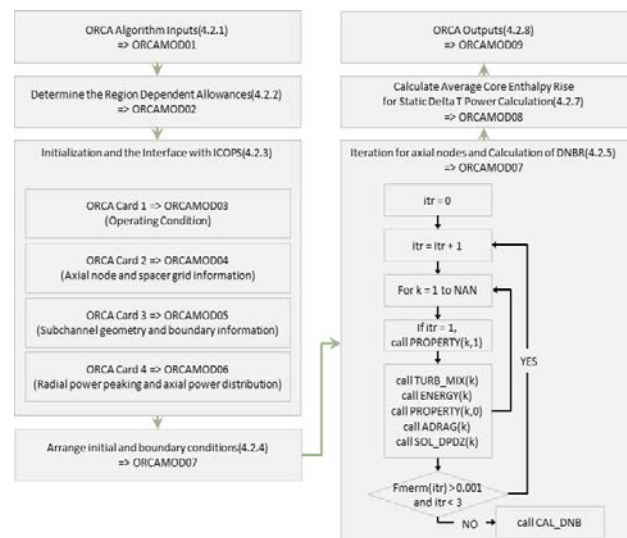 ORCA Algorithm Inputs(4.2.1)
=> ORCAMOD01
Determine the Region Dependent Allowances(4.2.2)
=> ORCAMOD02
Initialization and the Interface with ICOPS(4.2.3)
ORCA Card 1 => ORCAMOD03
(Operating Condition)
ORCA Card 2 => ORCAMOD04
(Axial node and spacer grid information)
ORCA Card 3 => ORCAMOD05
(Subchannel geometry and boundary information)
ORCA Card 4 => ORCAMOD06
(Radial power peaking and axial power distribution)
Arrange initial and boundary conditions(4.2.4)
=> ORCAMOD07
ORCA Outputs(4.2.8)
=> ORCAMOD09
Calculate Average Core Enthalpy Rise
for Static Delta T Power Calculation(4.2.7)
=> ORCAMOD08
Iteration for axial nodes and Calculation of DNBR(4.2.5)
=> ORCAMOD07
itr = 0
itr = itr + 1
For k = 1 to NAN
If itr = 1,
call PROPERTY(k,1)
YES
call TURB_MIX(k)
call ENERGY(k)
call PROPERTY(k,0)
call ADRAG(k)
call SOL_DPDZ(k)
Fmerm(itr) > 0.001
and itr < 3
NO
call CAL_DNB